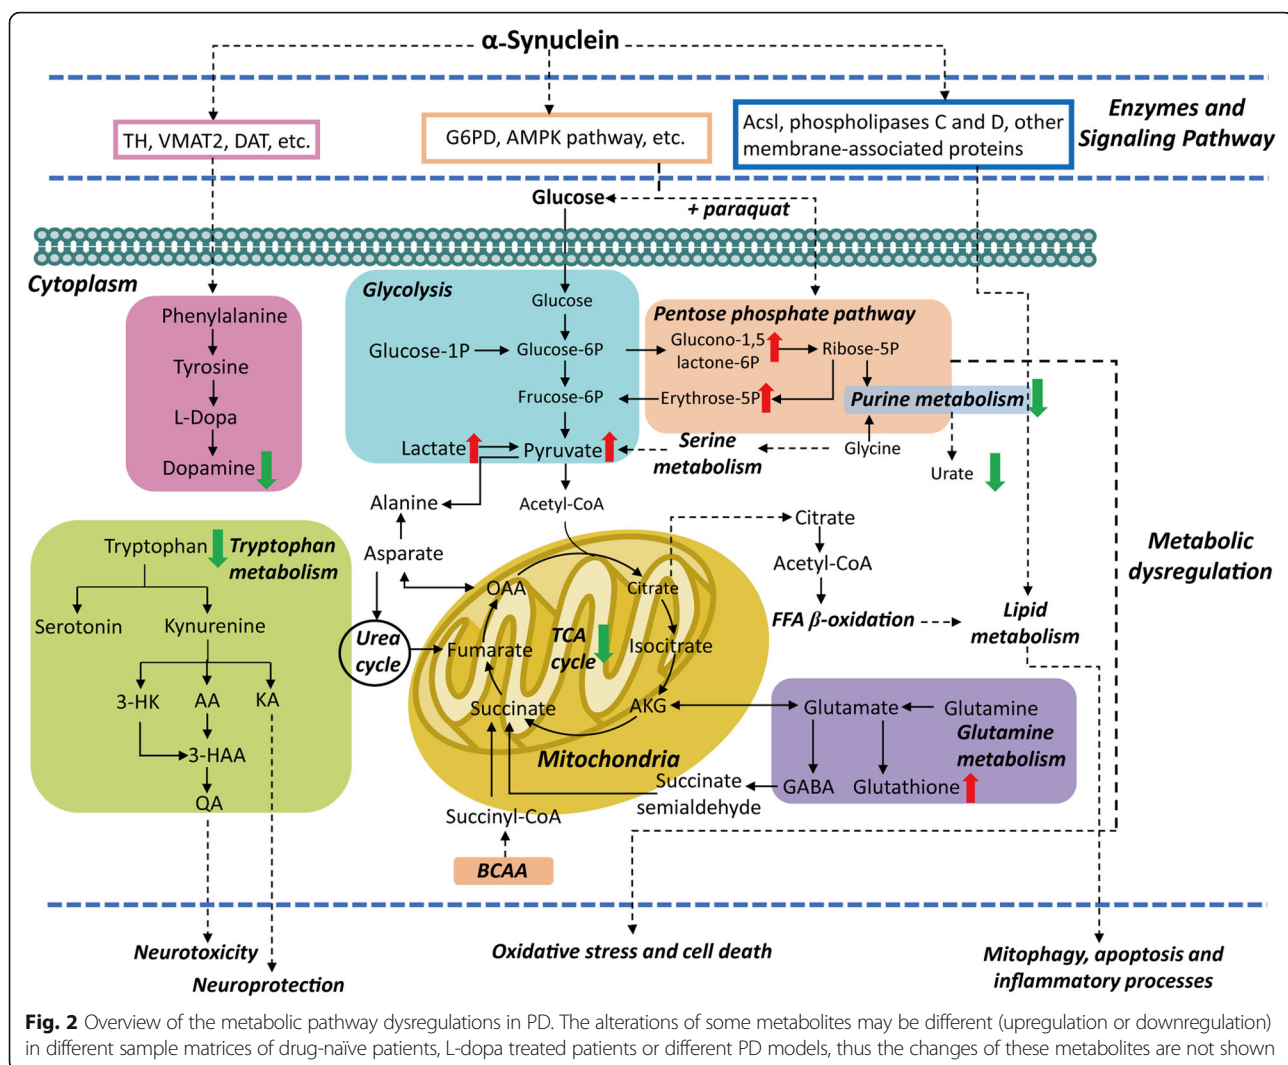 α-Synuclein
Enzymes and
Signaling Pathway
TH, VMAT2, DAT, etc.
G6PD, AMPK pathway, etc.
Acsl, phospholipases C and D, other
membrane-associated proteins
Glucose
+ paraquat
Cytoplasm
Phenylalanine
Tyrosine
L-Dopa
Dopamine
Glycolysis
Glucose
Glucose-1P
Glucose-6P
Frucose-6P
Lactate
Pyruvate
Pentose phosphate pathway
Glucono-1,5
lactone-6P
Ribose-5P
Erythrose-5P
Purine metabolism
Serine
metabolism
Glycine
Urate
Alanine
Acetyl-CoA
Asparate
Urea
cycle
Tryptophan
Tryptophan
metabolism
Serotonin
Kynurenine
3-HK
AA
KA
3-HAA
QA
OAA
Citrate
Fumarate
TCA
cycle
Isocitrate
Succinate
AKG
Mitochondria
Citrate
Acetyl-CoA
FFA β-oxidation
Lipid
metabolism
Metabolic
dysregulation
Glutamate
Glutamine
Glutamine
metabolism
GABA
Glutathione
Succinate
semialdehyde
Succinyl-CoA
BCAA
Neurotoxicity
Neuroprotection
Oxidative stress and cell death
Mitophagy, apoptosis and
inflammatory processes
Fig. 2 Overview of the metabolic pathway dysregulations in PD. The alterations of some metabolites may be different (upregulation or downregulation)
in different sample matrices of drug-naïve patients, L-dopa treated patients or different PD models, thus the changes of these metabolites are not shown